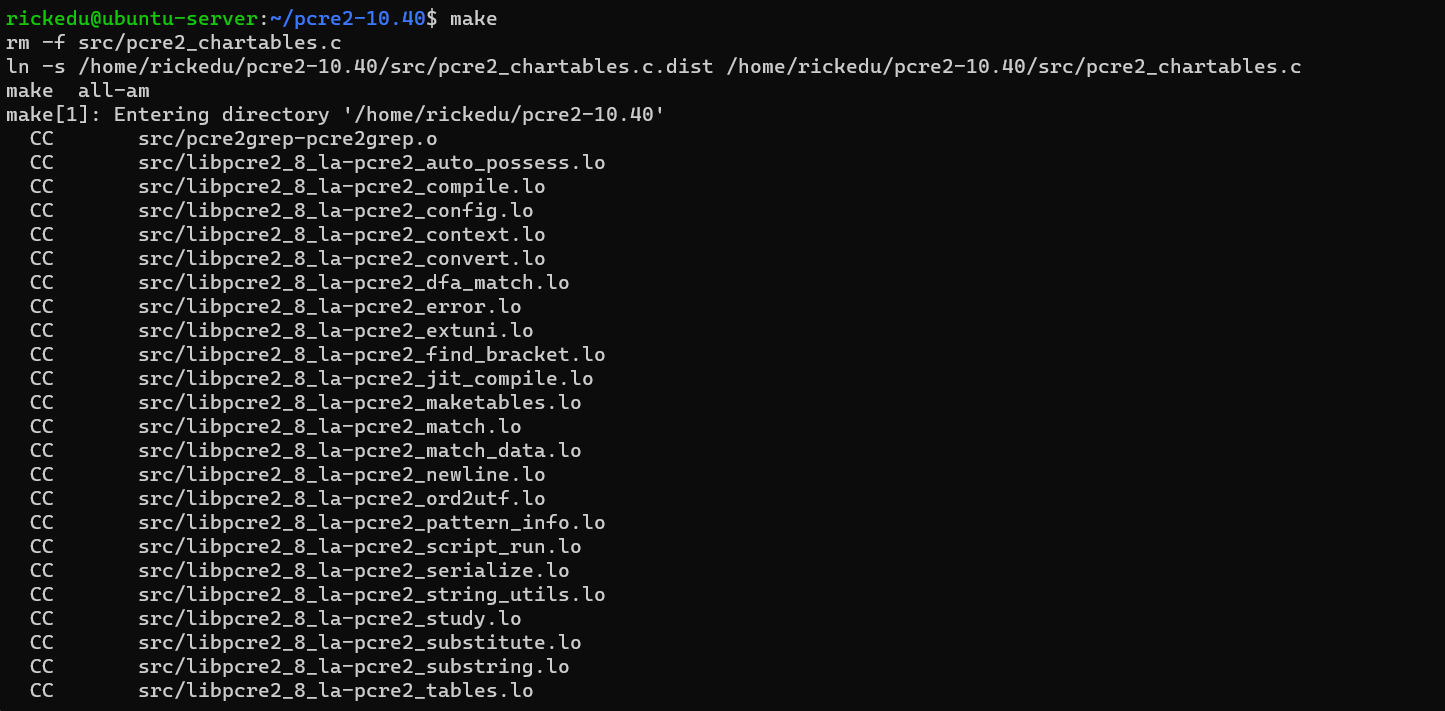 rickedu@ubuntu-server:~/pcre2-10.40$ make
rm -f src/pcre2_chartables.c
ln -s /home/rickedu/pcre2-10.40/src/pcre2_chartables.c.dist /home/rickedu/pcre2-10.40/src/pcre2_chartables.c
make  all-am
make[1]: Entering directory '/home/rickedu/pcre2-10.40'
  CC       src/pcre2grep-pcre2grep.o
  CC       src/libpcre2_8_la-pcre2_auto_possess.lo
  CC       src/libpcre2_8_la-pcre2_compile.lo
  CC       src/libpcre2_8_la-pcre2_config.lo
  CC       src/libpcre2_8_la-pcre2_context.lo
  CC       src/libpcre2_8_la-pcre2_convert.lo
  CC       src/libpcre2_8_la-pcre2_dfa_match.lo
  CC       src/libpcre2_8_la-pcre2_error.lo
  CC       src/libpcre2_8_la-pcre2_extuni.lo
  CC       src/libpcre2_8_la-pcre2_find_bracket.lo
  CC       src/libpcre2_8_la-pcre2_jit_compile.lo
  CC       src/libpcre2_8_la-pcre2_maketables.lo
  CC       src/libpcre2_8_la-pcre2_match.lo
  CC       src/libpcre2_8_la-pcre2_match_data.lo
  CC       src/libpcre2_8_la-pcre2_newline.lo
  CC       src/libpcre2_8_la-pcre2_ord2utf.lo
  CC       src/libpcre2_8_la-pcre2_pattern_info.lo
  CC       src/libpcre2_8_la-pcre2_script_run.lo
  CC       src/libpcre2_8_la-pcre2_serialize.lo
  CC       src/libpcre2_8_la-pcre2_string_utils.lo
  CC       src/libpcre2_8_la-pcre2_study.lo
  CC       src/libpcre2_8_la-pcre2_substitute.lo
  CC       src/libpcre2_8_la-pcre2_substring.lo
  CC       src/libpcre2_8_la-pcre2_tables.lo